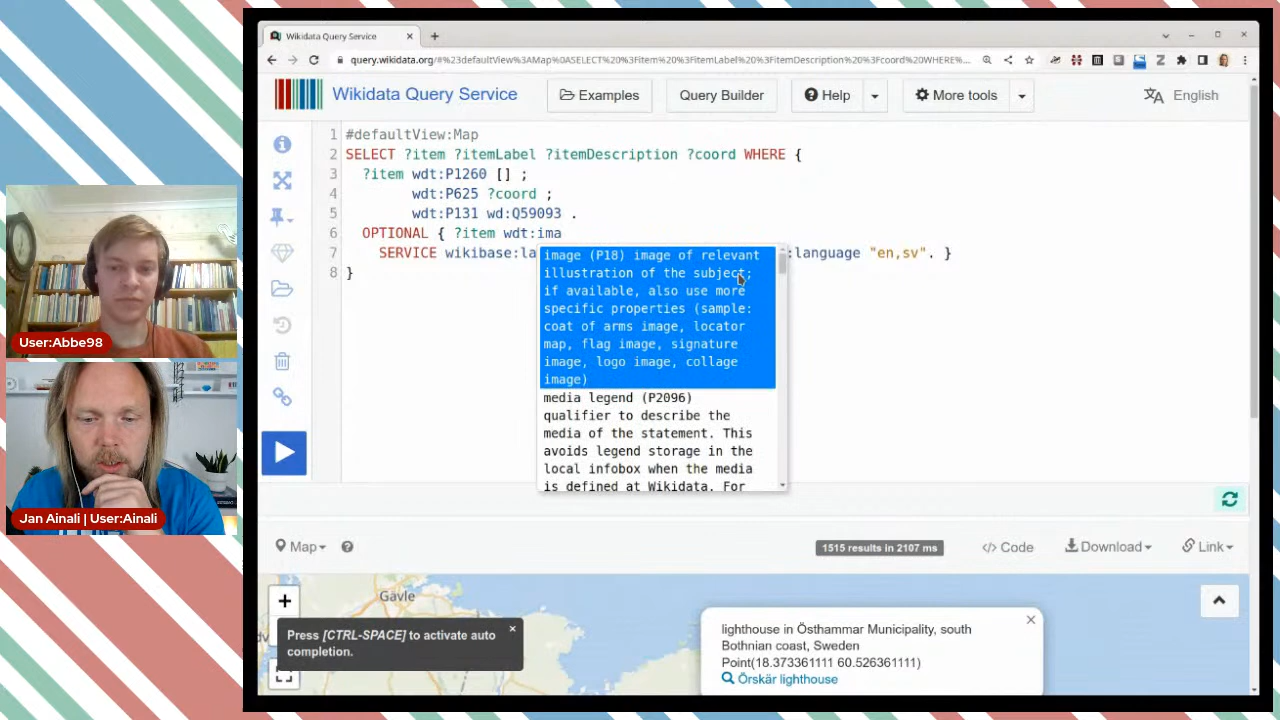 Wikidata Query Service
query.wikidata.org/#%23defaultView%3AMap%0ASELECT%20%3Fitem%20%3FitemLabel%20%3FitemDescription%20%3Fcoord%20WHERE%...
Wikidata Query Service
Examples
Query Builder
Help
More tools
English
1 #defaultView:Map
2 SELECT ?item ?itemLabel ?itemDescription ?coord WHERE {
3 ?item wdt:P1260 [] ;
4 wdt:P625 ?coord ;
5 wdt:P131 wd:Q59093 .
6 OPTIONAL { ?item wdt:ima
7 SERVICE wikibase:la :language "en,sv". }
8 }
image (P18) image of relevant
illustration of the subject;
if available, also use more
specific properties (sample:
coat of arms image, locator
map, flag image, signature
image, logo image, collage
image)
media legend (P2096)
qualifier to describe the
media of the statement. This
avoids legend storage in the
local infobox when the media
is defined at Wikidata. For
User:Abbe98
Jan Ainali | User:Ainali
Map
1515 results in 2107 ms
</> Code
Download
Link
+
Gävle
Press [CTRL-SPACE] to activate auto
completion.
lighthouse in Östhammar Municipality, south
Bothnian coast, Sweden
Point(18.373361111 60.526361111)
Örskär lighthouse